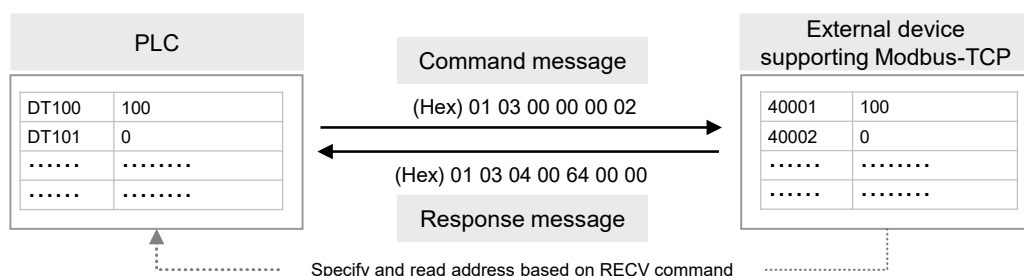 PLC
External device
supporting Modbus-TCP
Command message
(Hex) 01 03 00 00 00 02
DT100 100
DT101 0
...... ........
...... ........
40001 100
40002 0
...... ........
...... ........
(Hex) 01 03 04 00 64 00 00
Response message
Specify and read address based on RECV command